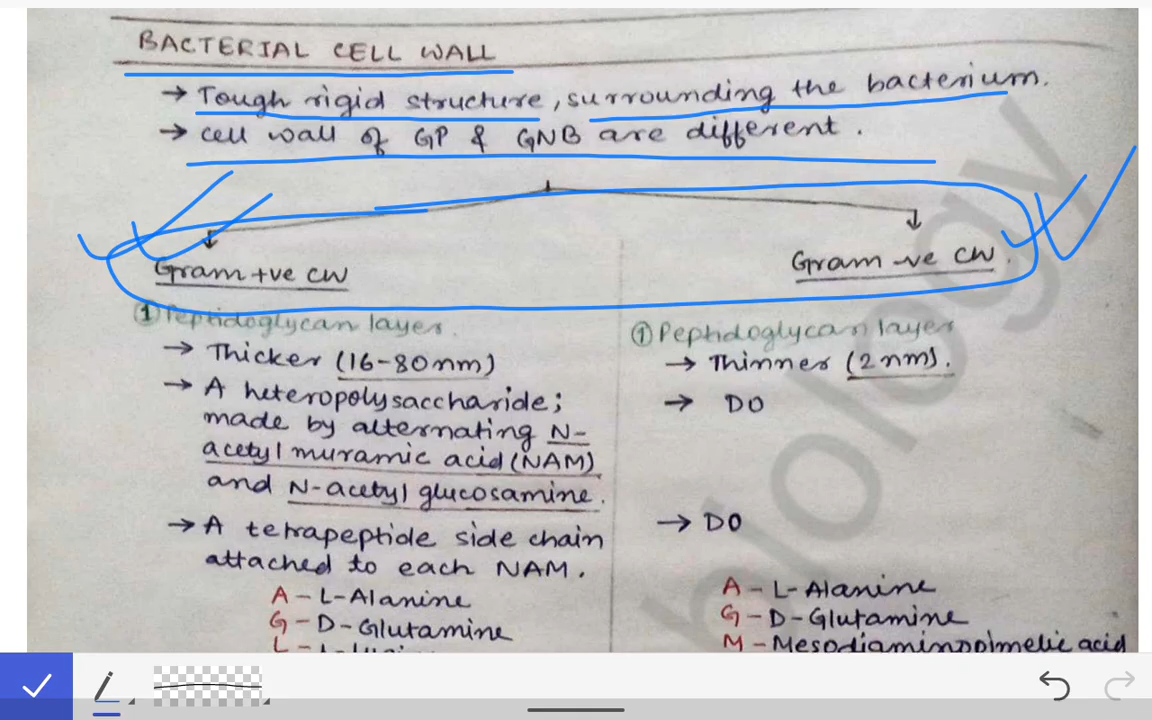 BACTERIAL CELL WALL
→ Tough rigid structure, surrounding the bacterium.
→ cell wall of GP & GNB are different.
Gram +ve CW
① Peptidoglycan layer.
→ Thicker (16-80nm)
→ A heteropolysaccharide;
made by alternating N-
acetyl muramic acid (NAM)
and N-acetyl glucosamine.
→ A tetrapeptide side chain
attached to each NAM.
A - L-Alanine
G - D-Glutamine
L -
Gram -ve CW.
① Peptidoglycan layer
→ Thinner (2nm).
→ DO
→ DO
A - L-Alanine
G - D-Glutamine
M - Mesodiaminopimelic acid
ology